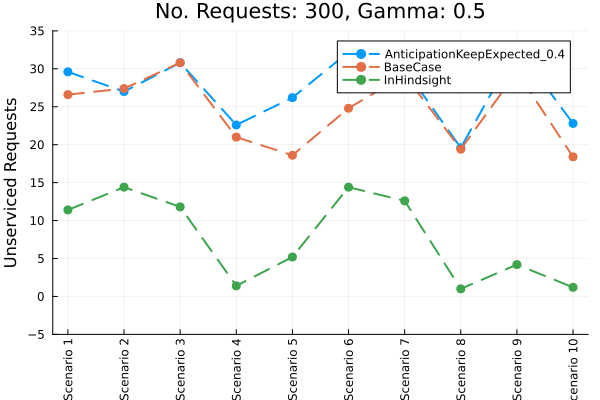 No. Requests: 300, Gamma: 0.5
Unserviced Requests
35
30
25
20
15
10
5
0
−5
AnticipationKeepExpected_0.4
BaseCase
InHindsight
Scenario 1
Scenario 2
Scenario 3
Scenario 4
Scenario 5
Scenario 6
Scenario 7
Scenario 8
Scenario 9
cenario 10